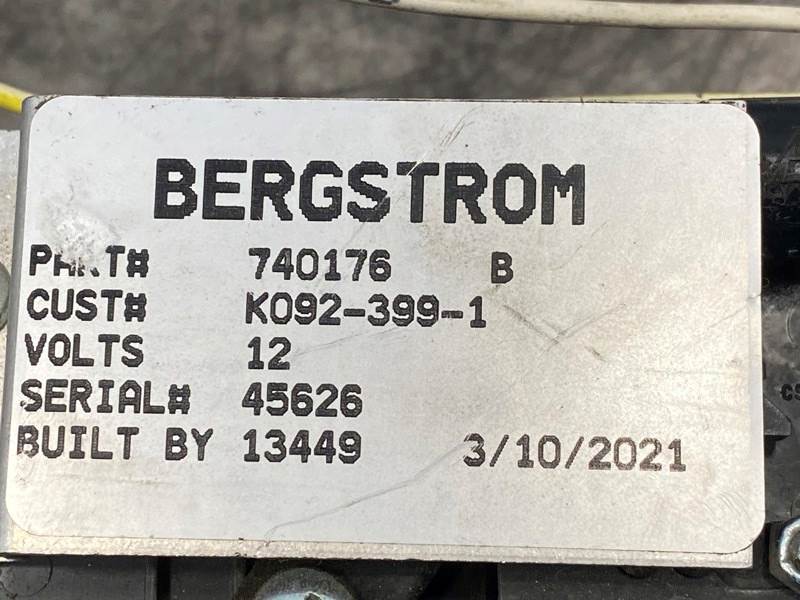 BERGSTROM
PART# 740176 B
CUST# K092-399-1
VOLTS 12
SERIAL# 45626
BUILT BY 13449 3/10/2021